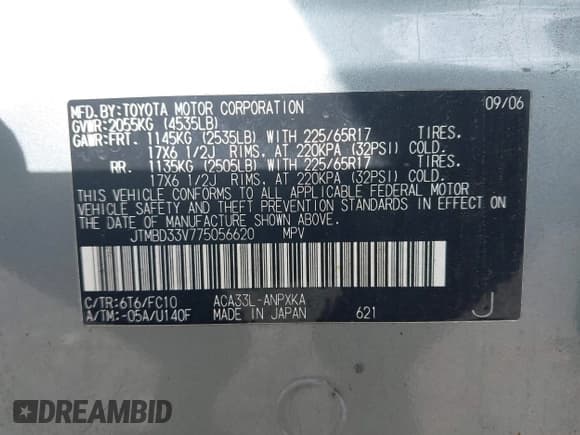 MFD.BY:TOYOTA MOTOR CORPORATION 09/06
GVWR:2055KG (4535LB)
GAWR:FRT. 1145KG (2535LB) WITH 225/65R17 TIRES.
17X6 1/2J RIMS. AT 220KPA (32PSI) COLD.
RR. 1135KG (2505LB) WITH 225/65R17 TIRES.
17X6 1/2J RIMS. AT 220KPA (32PSI) COLD.
THIS VEHICLE CONFORMS TO ALL APPLICABLE FEDERAL MOTOR
VEHICLE SAFETY AND THEFT PREVENTION STANDARDS IN EFFECT ON
THE DATE OF MANUFACTURE SHOWN ABOVE.
JTMBD33V775056620 MPV
C/TR:6T6/FC10 ACA33L-ANPXKA
A/TM:-05A/U140F MADE IN JAPAN 621 J
DREAMBID